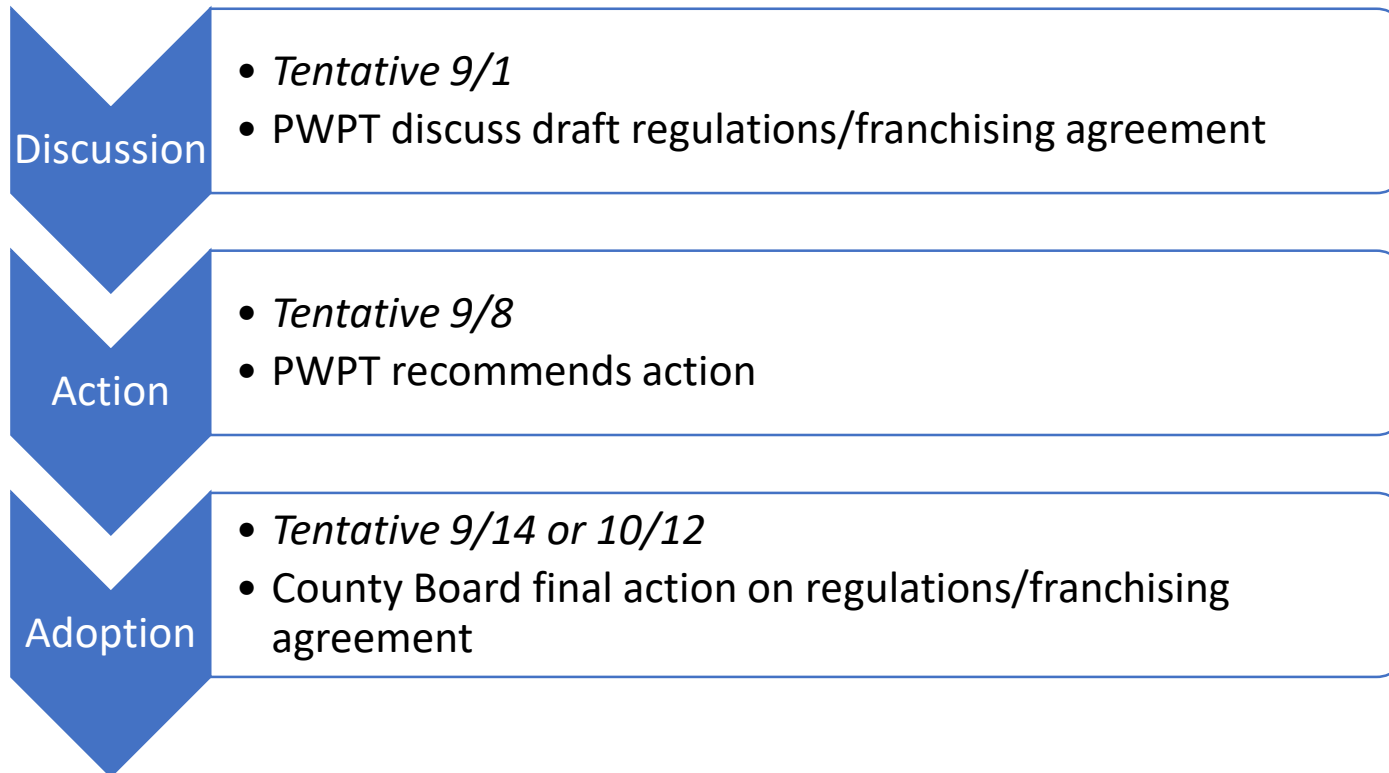 Discussion
• Tentative 9/1
• PWPT discuss draft regulations/franchising agreement
Action
• Tentative 9/8
• PWPT recommends action
Adoption
• Tentative 9/14 or 10/12
• County Board final action on regulations/franchising
agreement